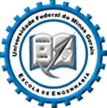 Universidade Federal de Minas Gerais
ESCOLA DE ENGENHARIA